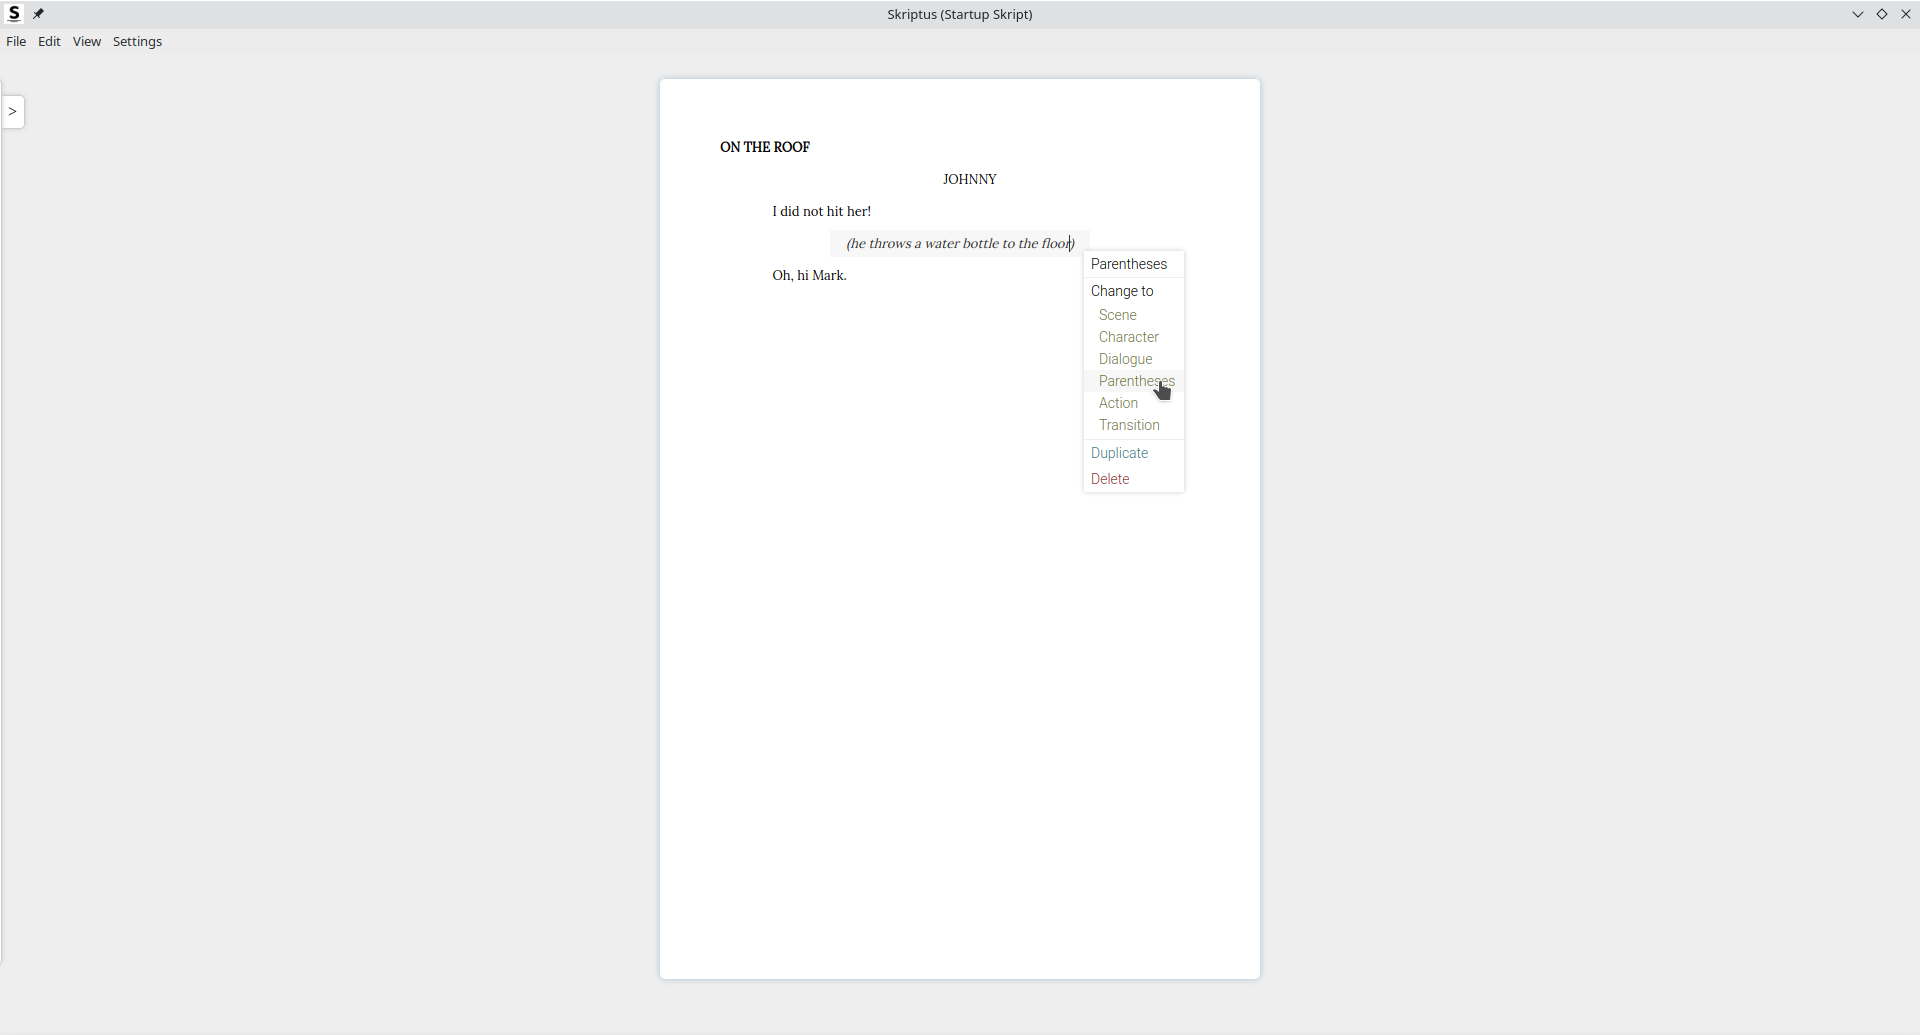 S
Skriptus (Startup Skript)
File Edit View Settings
>
ON THE ROOF
JOHNNY
I did not hit her!
(he throws a water bottle to the floor)
Oh, hi Mark.
Parentheses
Change to
Scene
Character
Dialogue
Parentheses
Action
Transition
Duplicate
Delete